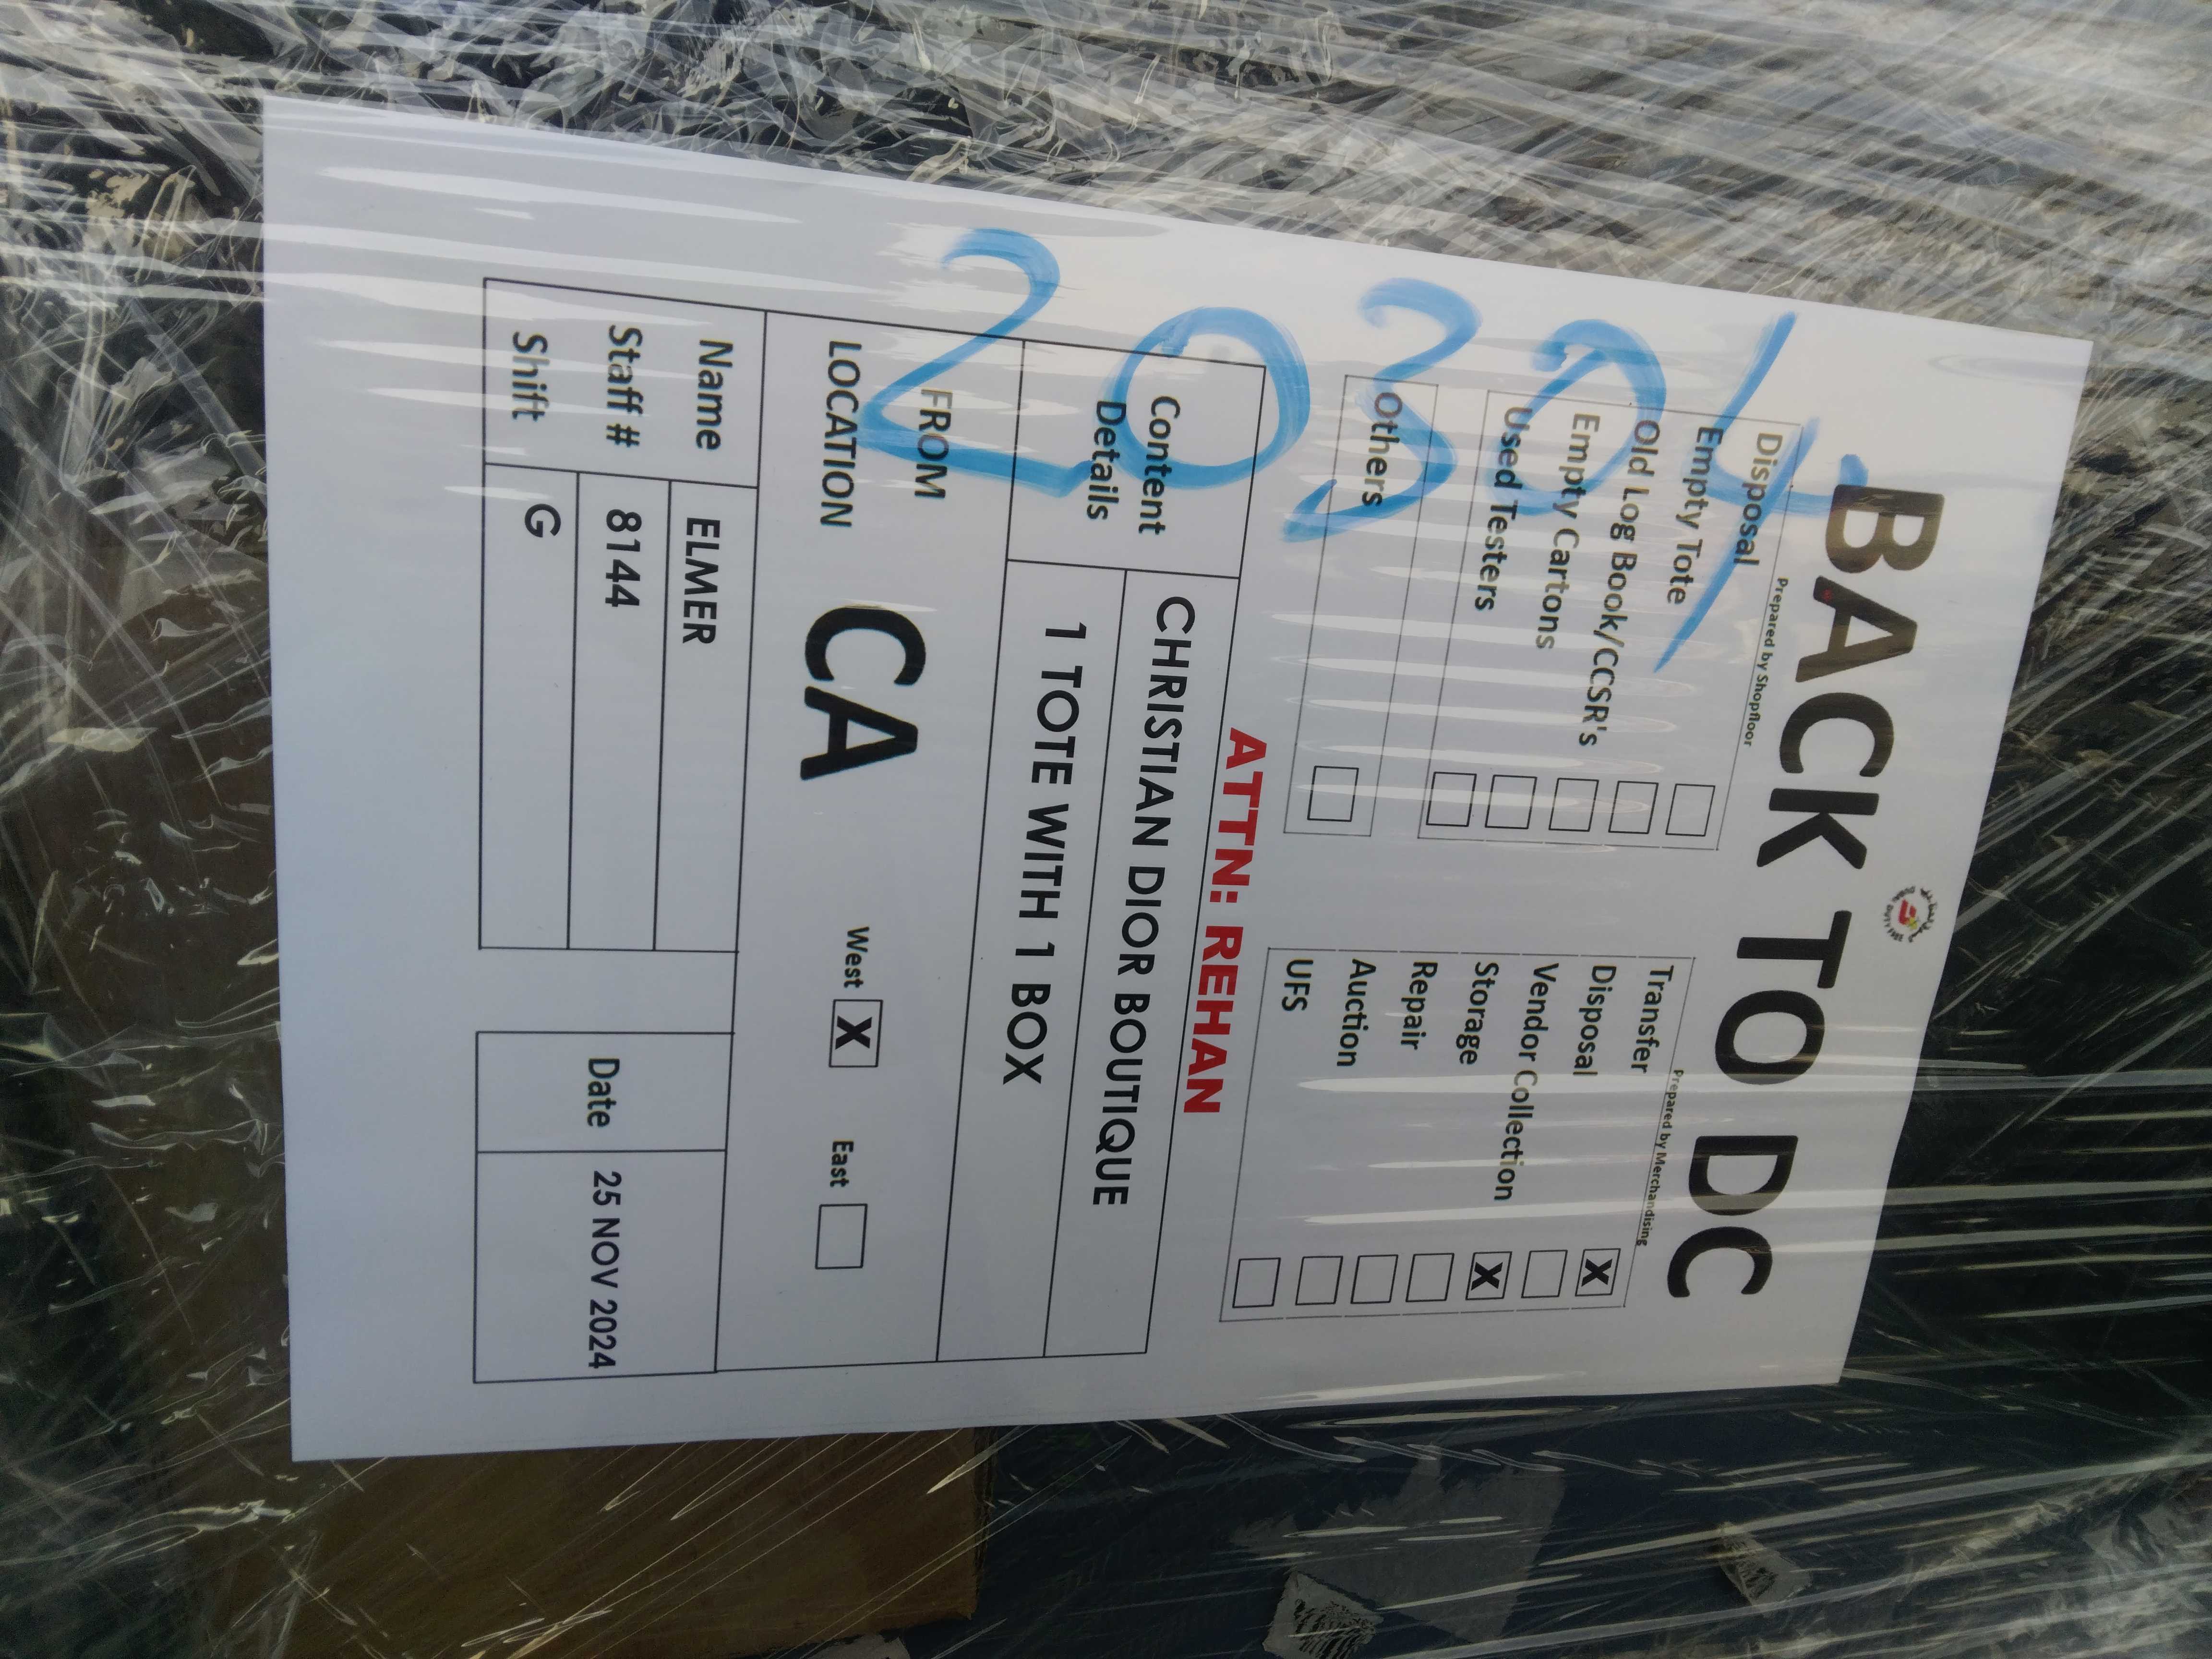 BACK TO DC
Prepared by Shopfloor
Disposal
Empty Tote
Old Log Book/CCSR's
Empty Cartons
Used Testers
Others
Prepared by Merchandising
Transfer X
Disposal
Vendor Collection X
Storage
Repair
Auction
UFS
20304
ATTN: REHAN
Content Details
CHRISTIAN DIOR BOUTIQUE
1 TOTE WITH 1 BOX
FROM LOCATION
CA
West X East
Name ELMER
Staff # 8144
Shift G
Date 25 NOV 2024